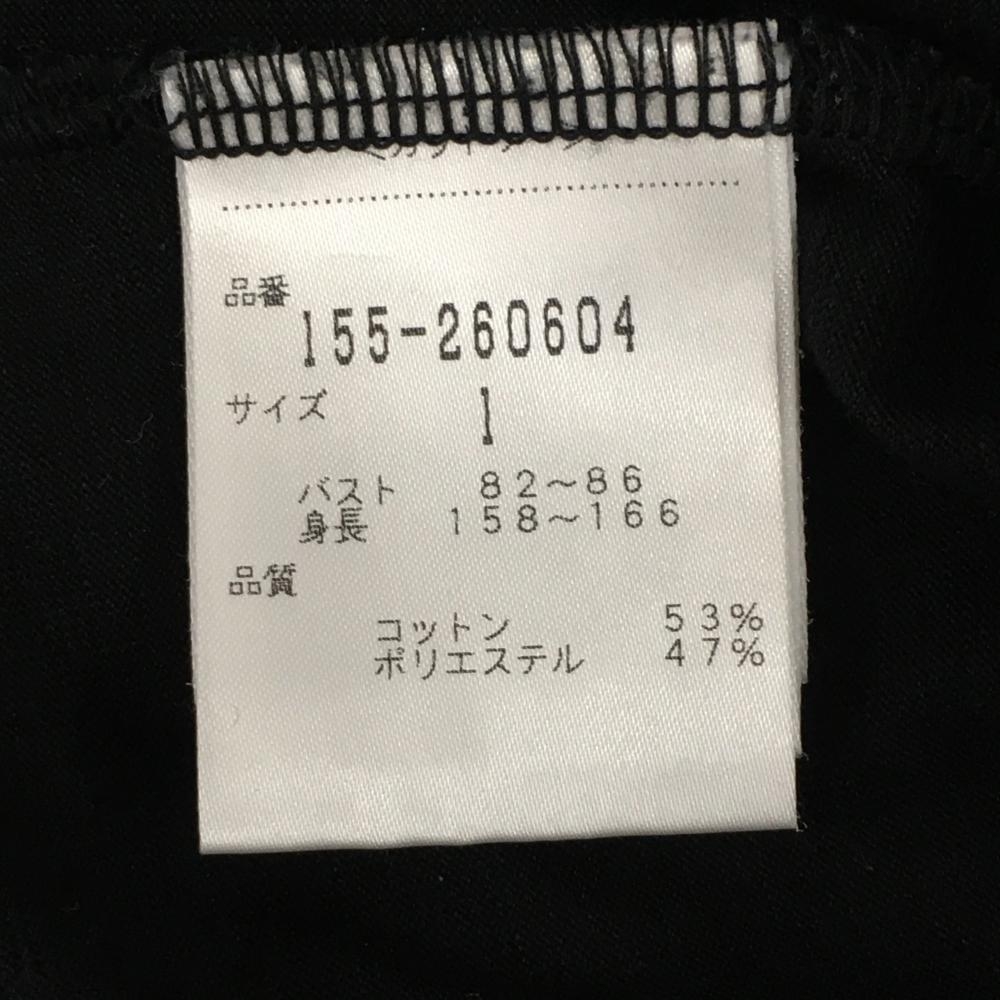 品番
155-260604
サイズ 1
バスト 82～86
身長 158～166
品質
コットン 53%
ポリエステル 47%